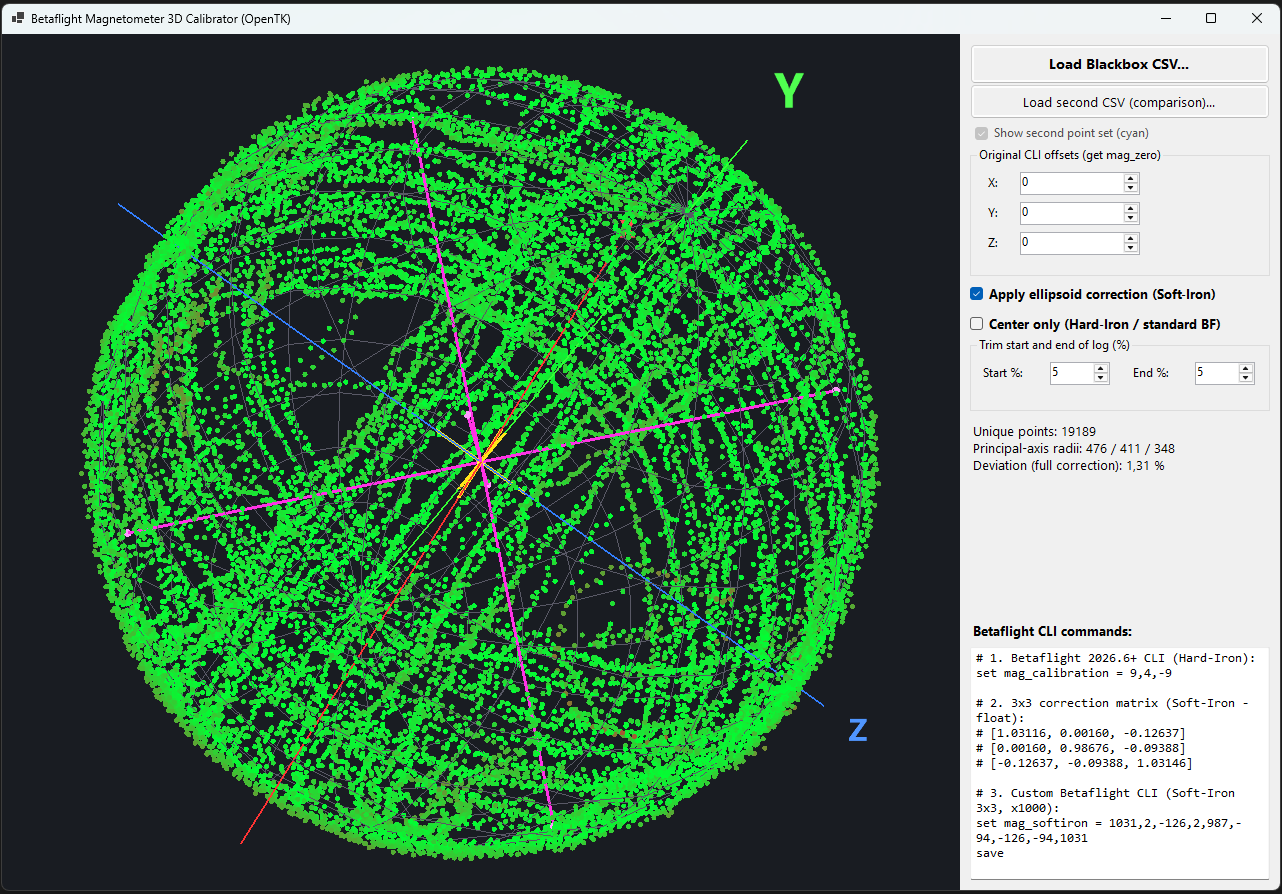 Betaflight Magnetometer 3D Calibrator (OpenTK)
Y
Z
Load Blackbox CSV...
Load second CSV (comparison)...
Show second point set (cyan)
Original CLI offsets (get mag_zero)
X: 0
Y: 0
Z: 0
Apply ellipsoid correction (Soft-Iron)
Center only (Hard-Iron / standard BF)
Trim start and end of log (%)
Start %: 5 End %: 5
Unique points: 19189
Principal-axis radii: 476 / 411 / 348
Deviation (full correction): 1,31 %
Betaflight CLI commands:
# 1. Betaflight 2026.6+ CLI (Hard-Iron):
set mag_calibration = 9,4,-9
# 2. 3x3 correction matrix (Soft-Iron -
float):
# [1.03116, 0.00160, -0.12637]
# [0.00160, 0.98676, -0.09388]
# [-0.12637, -0.09388, 1.03146]
# 3. Custom Betaflight CLI (Soft-Iron
3x3, x1000):
set mag_softiron = 1031,2,-126,2,987,-
94,-126,-94,1031
save